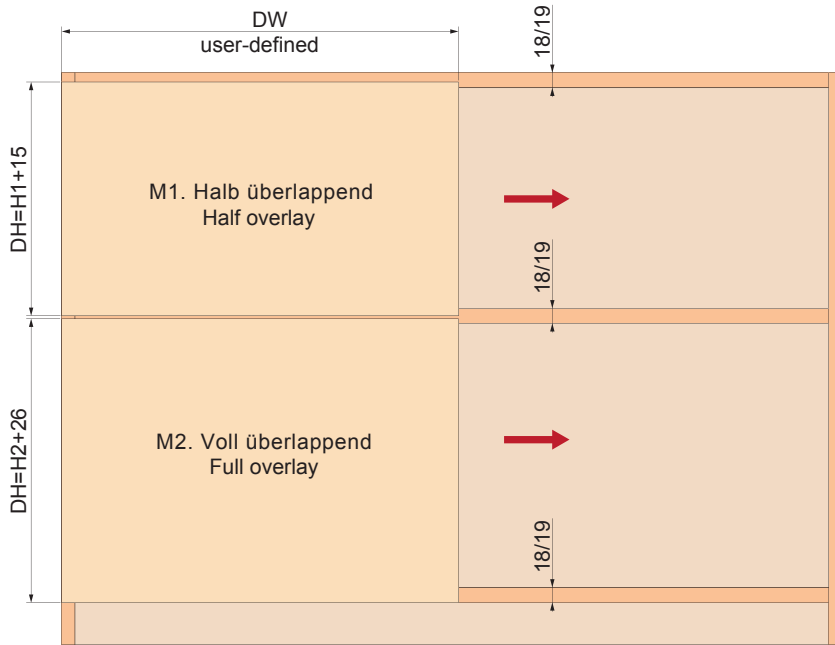 DW
user-defined
18/19
DH=H1+15
M1. Halb überlappend
Half overlay
18/19
DH=H2+26
M2. Voll überlappend
Full overlay
18/19